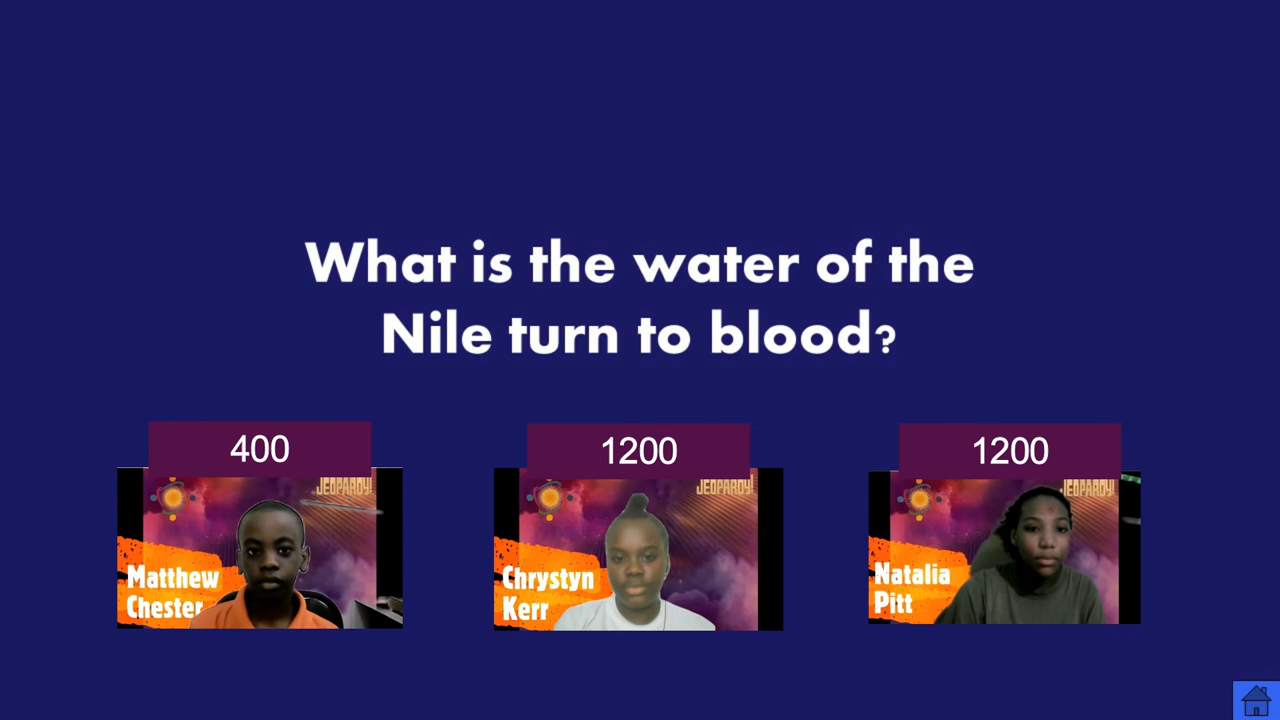 What is the water of the
Nile turn to blood?
400
1200
1200
JEOPARDY!
JEOPARDY!
JEOPARDY!
Matthew
Chester
Chrystyn
Kerr
Natalia
Pitt